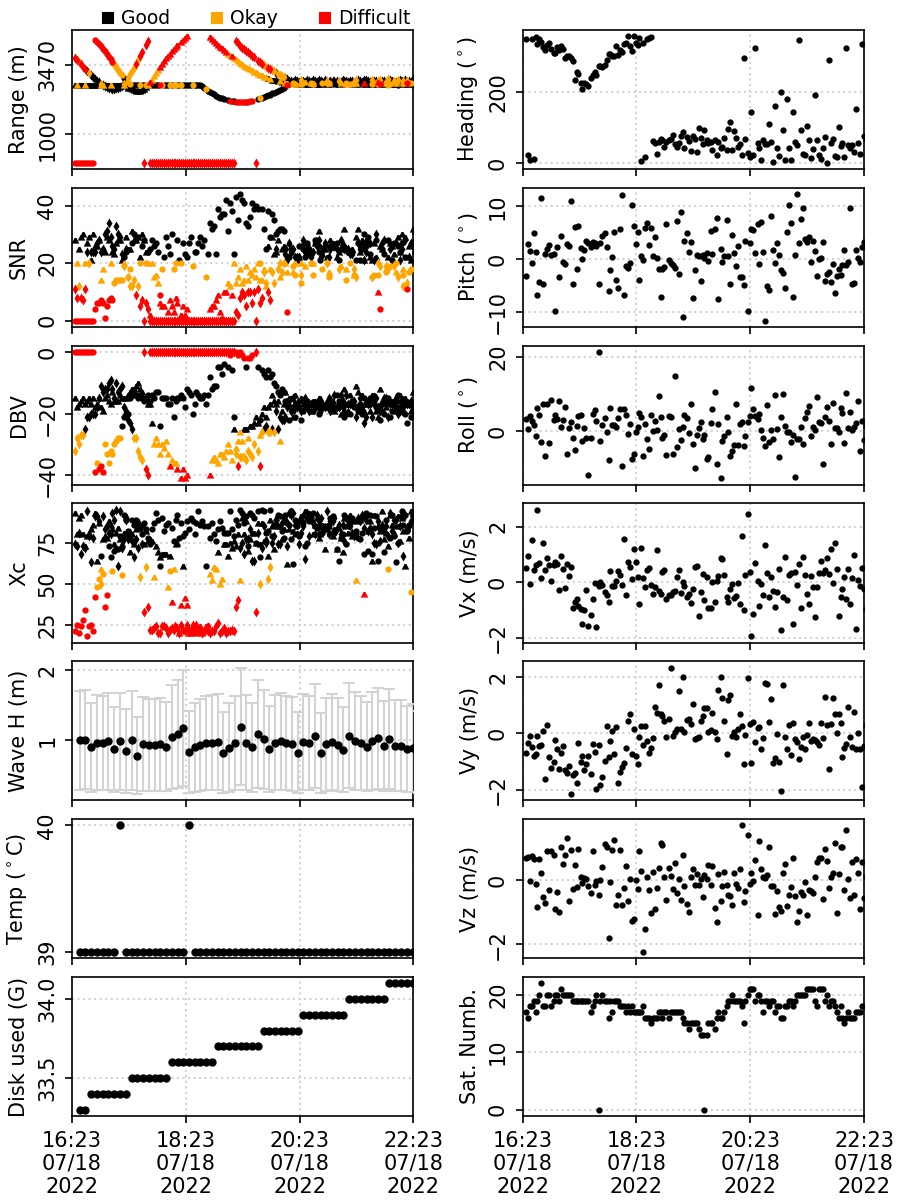 Good Okay Difficult
Range (m)
3470
1000
Heading (°)
200
0
SNR
40
20
0
Pitch (°)
10
0
−10
DBV
0
−20
−40
Roll (°)
20
0
Xc
75
50
25
Vx (m/s)
2
0
−2
Wave H (m)
2
1
Vy (m/s)
2
0
−2
Temp (°C)
40
39
Vz (m/s)
0
−2
Disk used (G)
34.0
33.5
Sat. Numb.
20
10
0
16:23 18:23 20:23 22:23
07/18 07/18 07/18 07/18
2022 2022 2022 2022
16:23 18:23 20:23 22:23
07/18 07/18 07/18 07/18
2022 2022 2022 2022